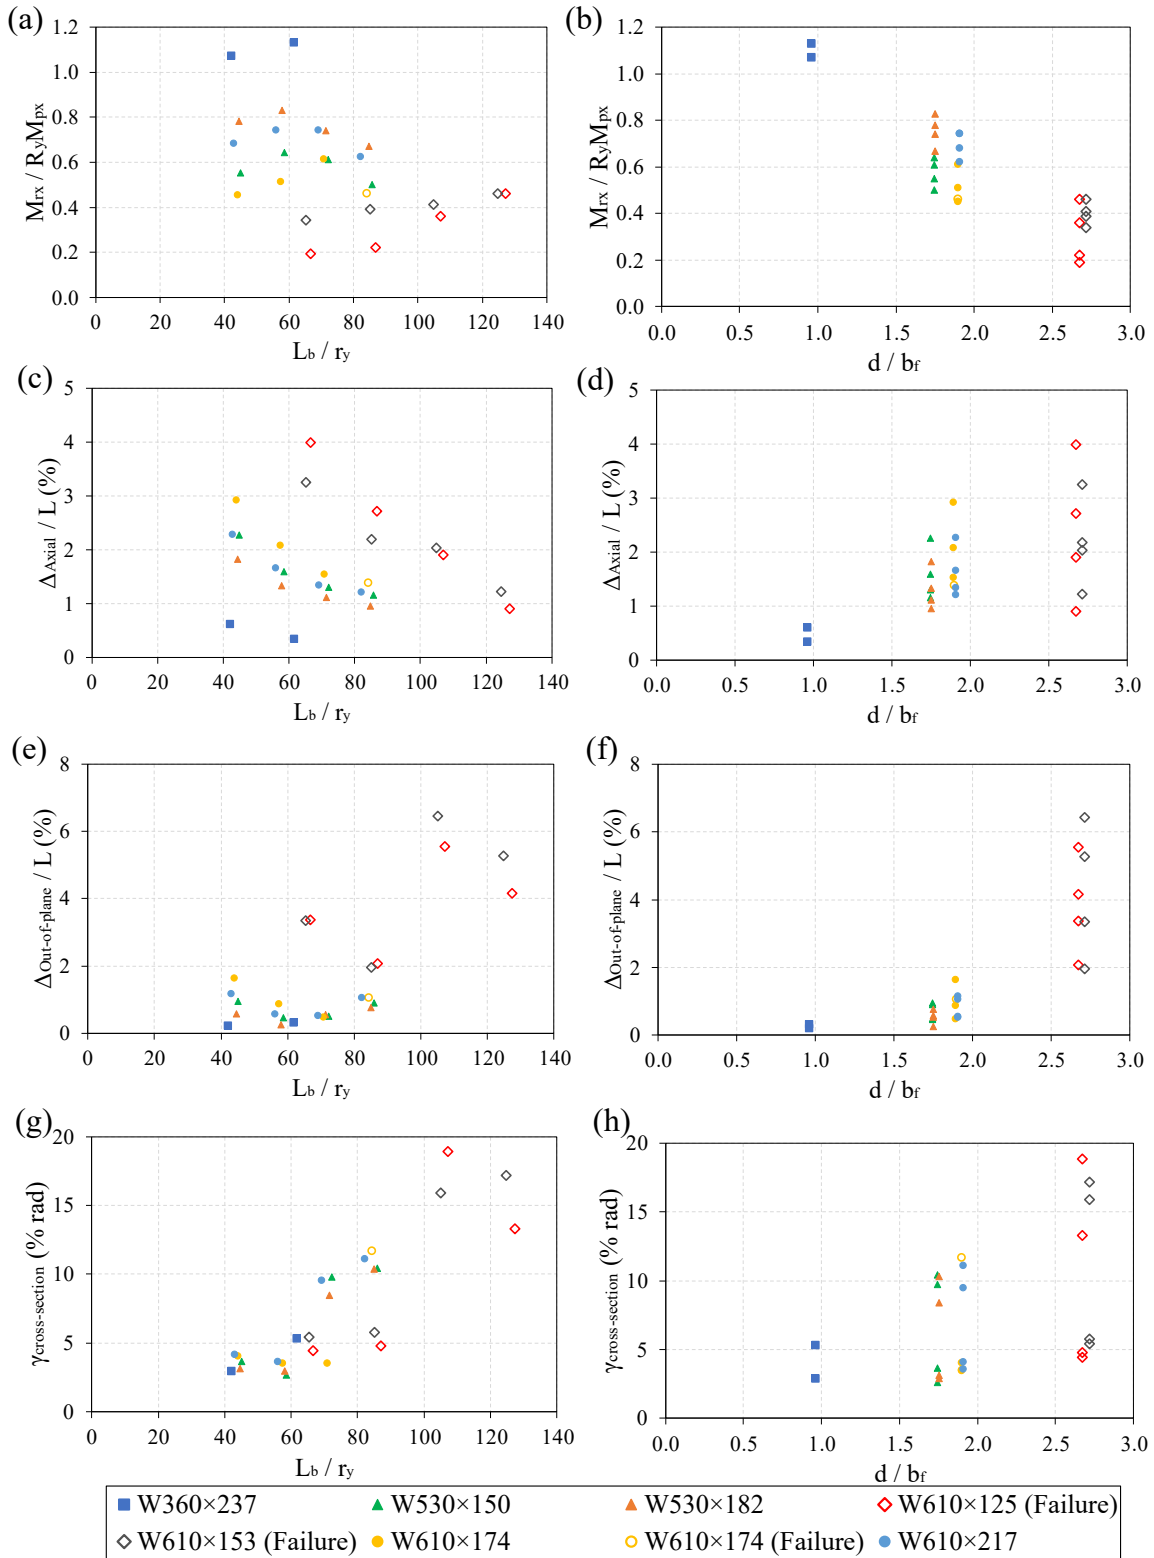 (a)
1.2
1.0
0.8
0.6
0.4
0.2
0.0
Mrx / RyMpx
0 20 40 60 80 100 120 140
Lb / ry
(b)
1.2
1.0
0.8
0.6
0.4
0.2
0.0
Mrx / RyMpx
0.0 0.5 1.0 1.5 2.0 2.5 3.0
d / bf
(c)
5
4
3
2
1
0
ΔAxial / L (%)
0 20 40 60 80 100 120 140
Lb / ry
(d)
5
4
3
2
1
0
ΔAxial / L (%)
0.0 0.5 1.0 1.5 2.0 2.5 3.0
d / bf
(e)
8
6
4
2
0
ΔOut-of-plane / L (%)
0 20 40 60 80 100 120 140
Lb / ry
(f)
8
6
4
2
0
ΔOut-of-plane / L (%)
0.0 0.5 1.0 1.5 2.0 2.5 3.0
d / bf
(g)
20
15
10
5
0
γcross-section (% rad)
0 20 40 60 80 100 120 140
Lb / ry
(h)
20
15
10
5
0
γcross-section (% rad)
0.0 0.5 1.0 1.5 2.0 2.5 3.0
d / bf
W360×237 W530×150 W530×182 W610×125 (Failure)
W610×153 (Failure) W610×174 W610×174 (Failure) W610×217